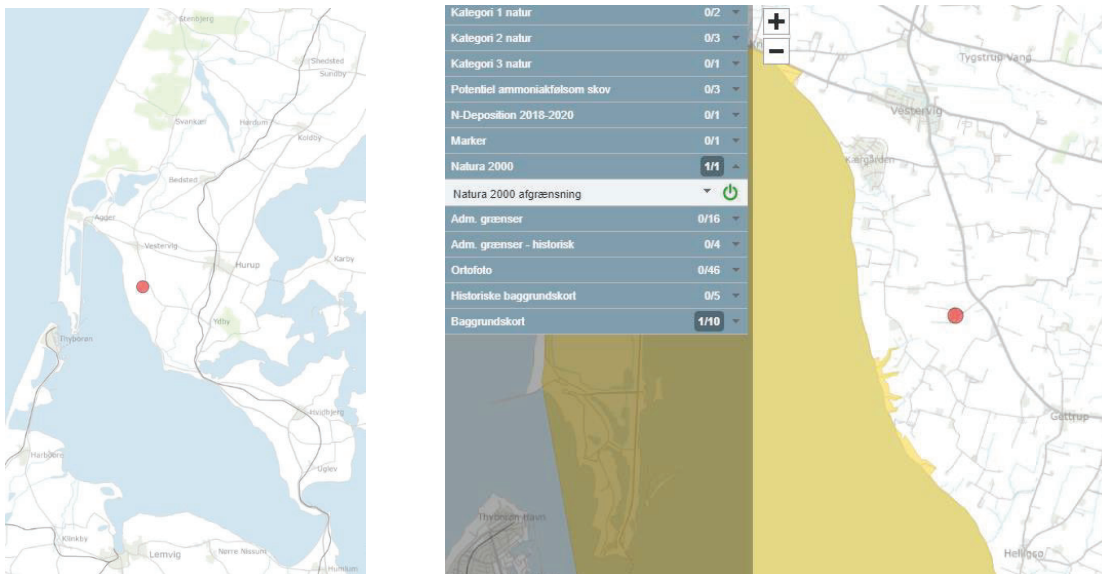 Stenbjerg
Shedsted
Sundby
Svankær
Hørdum
Koldby
Bedsted
Agger
Vestervig
Hurup
Karby
Ydby
Thyborøn
Hvidbjerg
Harboøre
Uglev
Klinkby
Lemvig
Nørre Nissum
Humlum
Kategori 1 natur 0/2
Kategori 2 natur 0/3
Kategori 3 natur 0/1
Potentiel ammoniakfølsom skov 0/3
N-Deposition 2018-2020 0/1
Marker 0/1
Natura 2000 1/1
Natura 2000 afgrænsning
Adm. grænser 0/16
Adm. grænser - historisk 0/4
Ortofoto 0/46
Historiske baggrundskort 0/5
Baggrundskort 1/10
Thyborøn Havn
+
−
Tygstrup Vang
Vestervig
Kærgården
Gettrup
Helligsø